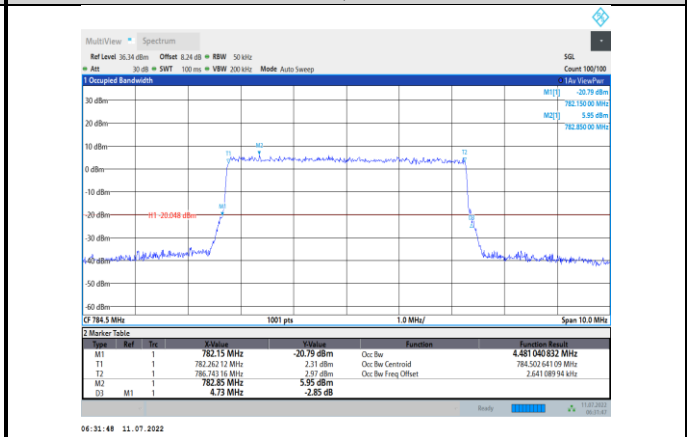 MultiView Spectrum
Ref Level 36.34 dBm Offset 8.24 dB RBW 50 kHz SGL
Att 30 dB SWT 100 ms VBW 200 kHz Mode Auto Sweep Count 100/100
1 Occupied Bandwidth 1Av ViewPwr
M1[1] -20.79 dBm
782.150 00 MHz
M2[1] 5.95 dBm
782.850 00 MHz
30 dBm
20 dBm
10 dBm
T1 M2 T2
0 dBm
-10 dBm
M1
-20 dBm H1 -20.048 dBm
-30 dBm
-40 dBm
-50 dBm
-60 dBm
CF 784.5 MHz 1001 pts 1.0 MHz/ Span 10.0 MHz
2 Marker Table
Type Ref Trc X-Value Y-Value Function Function Result
M1 1 782.15 MHz -20.79 dBm Occ Bw 4.481 040 832 MHz
T1 1 782.262 12 MHz 2.31 dBm Occ Bw Centroid 784.502 641 09 MHz
T2 1 786.743 16 MHz 2.97 dBm Occ Bw Freq Offset 2.641 089 94 kHz
M2 1 782.85 MHz 5.95 dBm
D3 M1 1 4.73 MHz -2.85 dB
Ready 06:31:47
06:31:48 11.07.2022